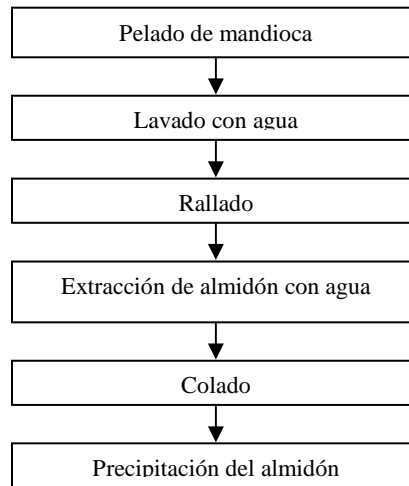 Pelado de mandioca
Lavado con agua
Rallado
Extracción de almidón con agua
Colado
Precipitación del almidón